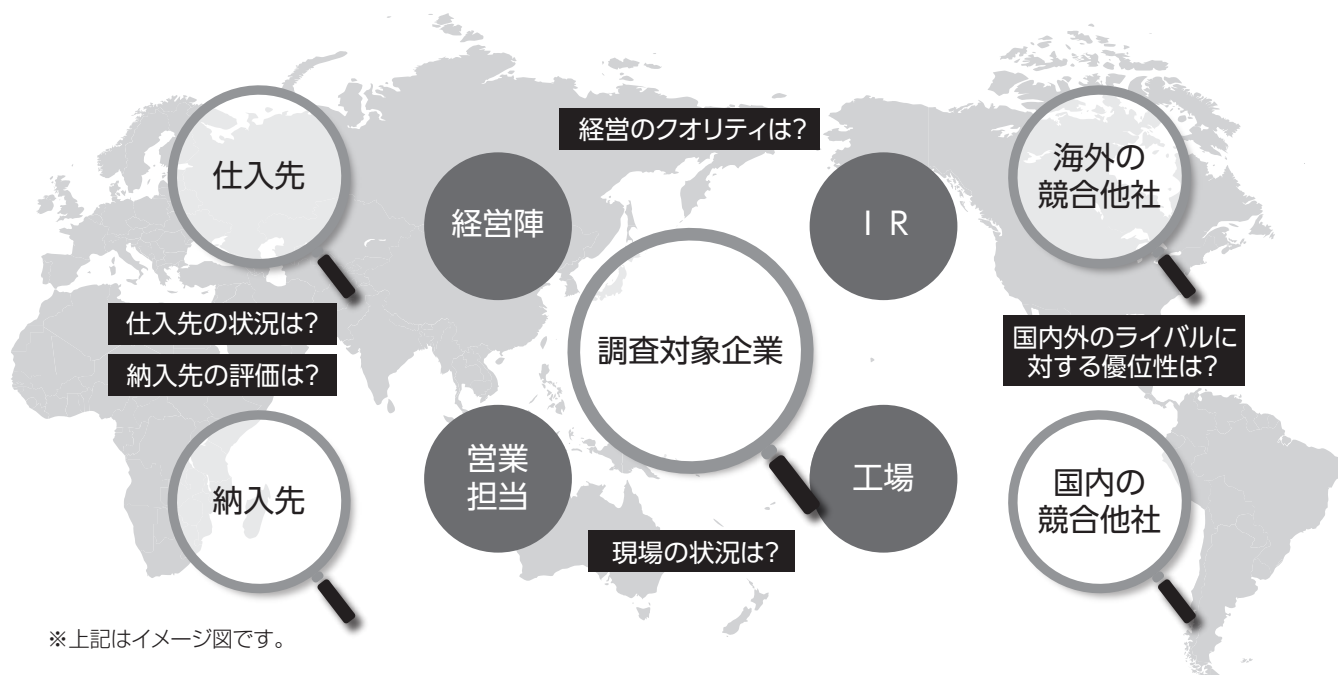 仕入先
仕入先の状況は?
納入先の評価は?
納入先
経営のクオリティは?
経営陣
ＩＲ
調査対象企業
営業
担当
工場
現場の状況は?
海外の
競合他社
国内外のライバルに
対する優位性は?
国内の
競合他社
※上記はイメージ図です。